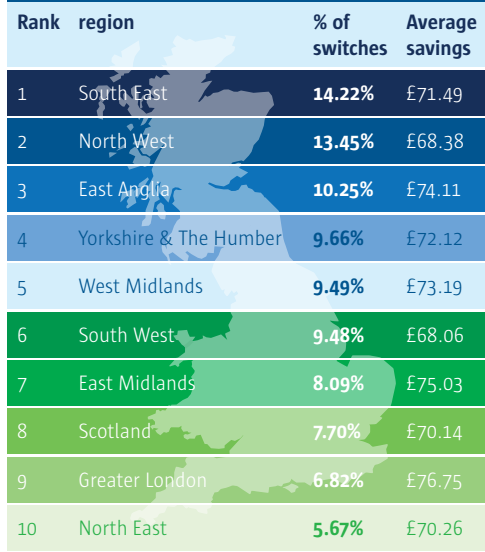 Rank region % of switches Average savings
1 South East 14.22% £71.49
2 North West 13.45% £68.38
3 East Anglia 10.25% £74.11
4 Yorkshire & The Humber 9.66% £72.12
5 West Midlands 9.49% £73.19
6 South West 9.48% £68.06
7 East Midlands 8.09% £75.03
8 Scotland 7.70% £70.14
9 Greater London 6.82% £76.75
10 North East 5.67% £70.26